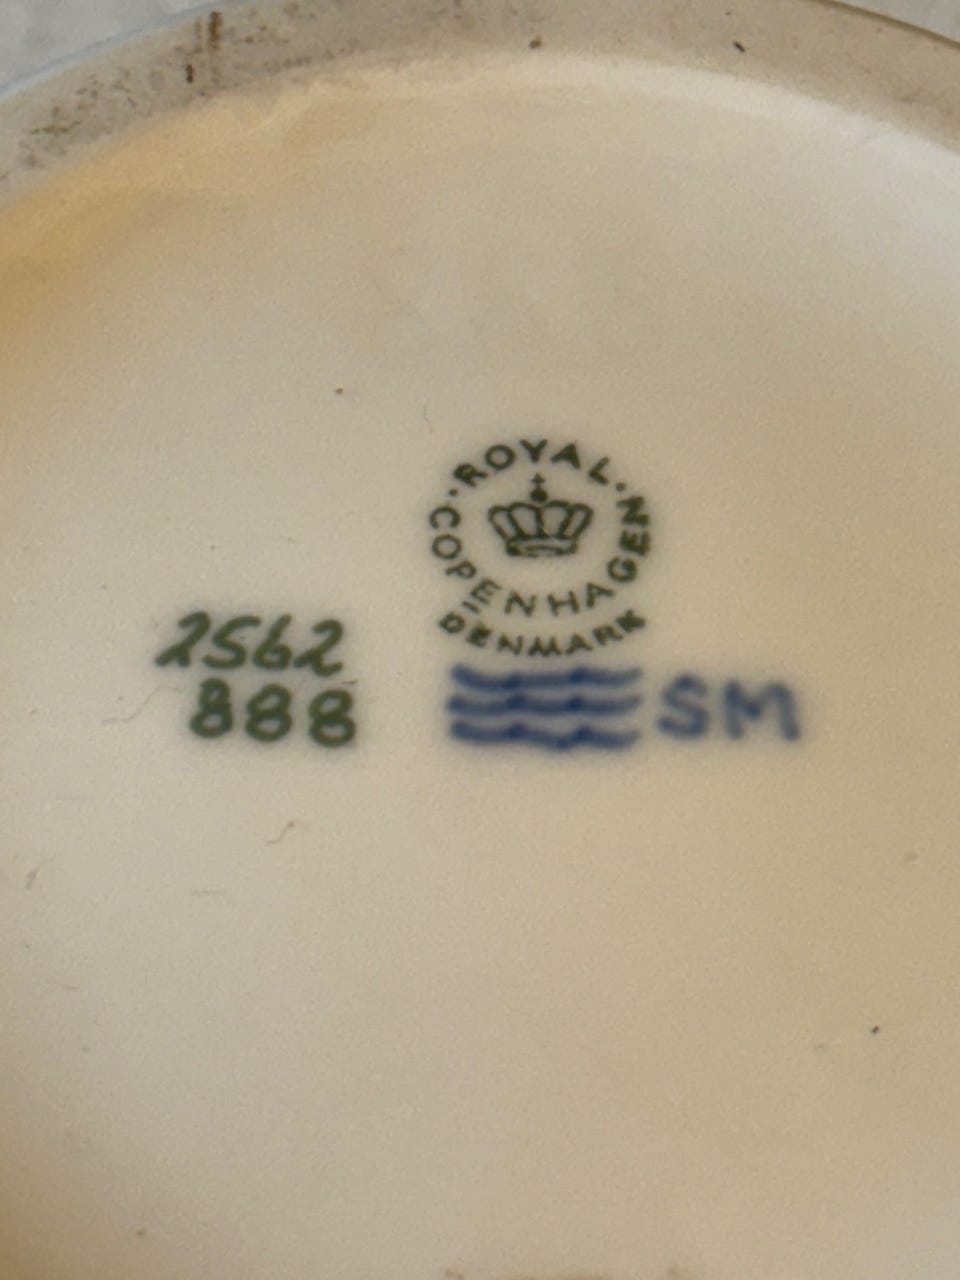 ROYAL
COPENHAGEN
DENMARK
2562
888
SM